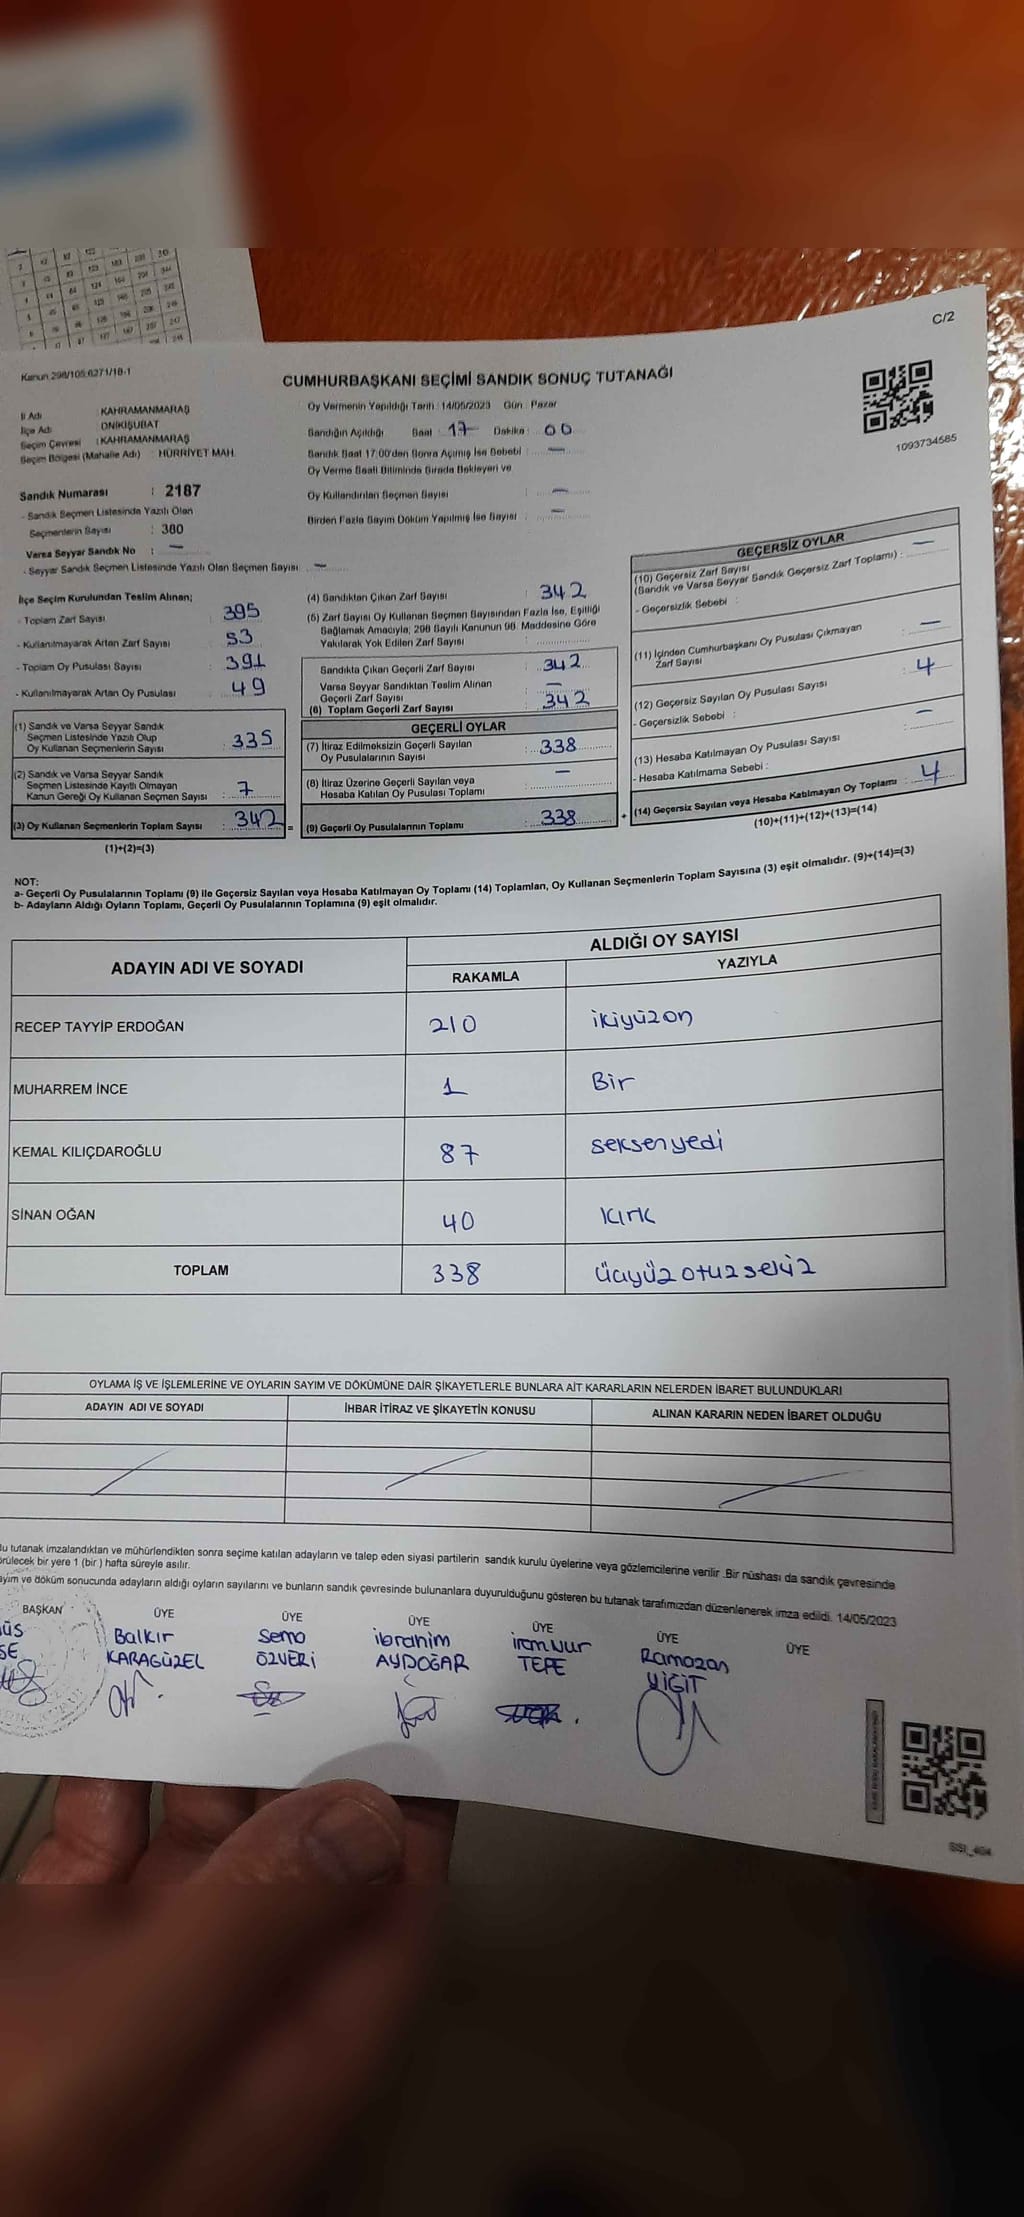 C/2
Kanun 298/105;6271/18-1
CUMHURBAŞKANI SEÇİMİ SANDIK SONUÇ TUTANAĞI
1093734585
İl Adı : KAHRAMANMARAŞ
İlçe Adı : ONİKİŞUBAT
Seçim Çevresi : KAHRAMANMARAŞ
Seçim Bölgesi (Mahalle Adı) : HÜRRİYET MAH.
Sandık Numarası : 2187
- Sandık Seçmen Listesinde Yazılı Olan
Seçmenlerin Sayısı : 380
Varsa Seyyar Sandık No : —
- Seyyar Sandık Seçmen Listesinde Yazılı Olan Seçmen Sayısı : —
Oy Vermenin Yapıldığı Tarih : 14/05/2023 Gün : Pazar
Sandığın Açıldığı Saat : 17 Dakika : 00
Sandık Saat 17:00'den Sonra Açılmış İse Sebebi : —
Oy Verme Saati Bitiminde Sırada Bekleyen ve
Oy Kullandırılan Seçmen Sayısı : —
Birden Fazla Sayım Döküm Yapılmış İse Sayısı : —
İlçe Seçim Kurulundan Teslim Alınan;
- Toplam Zarf Sayısı : 395
- Kullanılmayarak Artan Zarf Sayısı : 53
- Toplam Oy Pusulası Sayısı : 391
- Kullanılmayarak Artan Oy Pusulası : 49
(1) Sandık ve Varsa Seyyar Sandık
Seçmen Listesinde Yazılı Olup
Oy Kullanan Seçmenlerin Sayısı : 335
(2) Sandık ve Varsa Seyyar Sandık
Seçmen Listesinde Kayıtlı Olmayan
Kanun Gereği Oy Kullanan Seçmen Sayısı : 7
(3) Oy Kullanan Seçmenlerin Toplam Sayısı : 342 =
(1)+(2)=(3)
(4) Sandıktan Çıkan Zarf Sayısı : 342
(5) Zarf Sayısı Oy Kullanan Seçmen Sayısından Fazla İse, Eşitliği
Sağlamak Amacıyla; 298 Sayılı Kanunun 98. Maddesine Göre
Yakılarak Yok Edilen Zarf Sayısı :
Sandıkta Çıkan Geçerli Zarf Sayısı : 342
Varsa Seyyar Sandıktan Teslim Alınan
Geçerli Zarf Sayısı : —
(6) Toplam Geçerli Zarf Sayısı : 342
GEÇERLİ OYLAR
(7) İtiraz Edilmeksizin Geçerli Sayılan
Oy Pusulalarının Sayısı : 338
(8) İtiraz Üzerine Geçerli Sayılan veya
Hesaba Katılan Oy Pusulası Toplamı : —
(9) Geçerli Oy Pusulalarının Toplamı : 338 +
GEÇERSİZ OYLAR
(10) Geçersiz Zarf Sayısı
(Sandık ve Varsa Seyyar Sandık Geçersiz Zarf Toplamı) : —
- Geçersizlik Sebebi :
(11) İçinden Cumhurbaşkanı Oy Pusulası Çıkmayan
Zarf Sayısı : —
(12) Geçersiz Sayılan Oy Pusulası Sayısı : 4
- Geçersizlik Sebebi :
(13) Hesaba Katılmayan Oy Pusulası Sayısı : —
- Hesaba Katılmama Sebebi :
(14) Geçersiz Sayılan veya Hesaba Katılmayan Oy Toplamı : 4
(10)+(11)+(12)+(13)=(14)
NOT:
a- Geçerli Oy Pusulalarının Toplamı (9) ile Geçersiz Sayılan veya Hesaba Katılmayan Oy Toplamı (14) Toplamları, Oy Kullanan Seçmenlerin Toplam Sayısına (3) eşit olmalıdır. (9)+(14)=(3)
b- Adayların Aldığı Oyların Toplamı, Geçerli Oy Pusulalarının Toplamına (9) eşit olmalıdır.
ADAYIN ADI VE SOYADI ALDIĞI OY SAYISI
RAKAMLA YAZIYLA
RECEP TAYYİP ERDOĞAN 210 ikiyüzon
MUHARREM İNCE 1 Bir
KEMAL KILIÇDAROĞLU 87 seksenyedi
SİNAN OĞAN 40 kırk
TOPLAM 338 üçyüzotuzsekiz
OYLAMA İŞ VE İŞLEMLERİNE VE OYLARIN SAYIM VE DÖKÜMÜNE DAİR ŞİKAYETLERLE BUNLARA AİT KARARLARIN NELERDEN İBARET BULUNDUKLARI
ADAYIN ADI VE SOYADI İHBAR İTİRAZ VE ŞİKAYETİN KONUSU ALINAN KARARIN NEDEN İBARET OLDUĞU
Bu tutanak imzalandıktan ve mühürlendikten sonra seçime katılan adayların ve talep eden siyasi partilerin sandık kurulu üyelerine veya gözlemcilerine verilir .Bir nüshası da sandık çevresinde
görülecek bir yere 1 (bir ) hafta süreyle asılır.
Sayım ve döküm sonucunda adayların aldığı oyların sayılarını ve bunların sandık çevresinde bulunanlara duyurulduğunu gösteren bu tutanak tarafımızdan düzenlenerek imza edildi. 14/05/2023
BAŞKAN ÜYE ÜYE ÜYE ÜYE ÜYE ÜYE
Balkır Sema ibrahim iremnur Ramazan
KARAGÜZEL ÖZVERİ AYDOĞAR TEPE YİĞİT